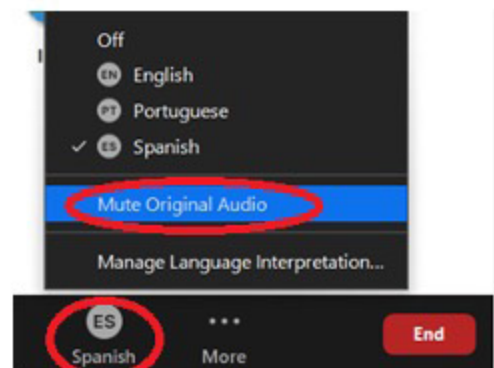 Off
EN English
PT Portuguese
ES Spanish
Mute Original Audio
Manage Language Interpretation...
ES
Spanish
More
End